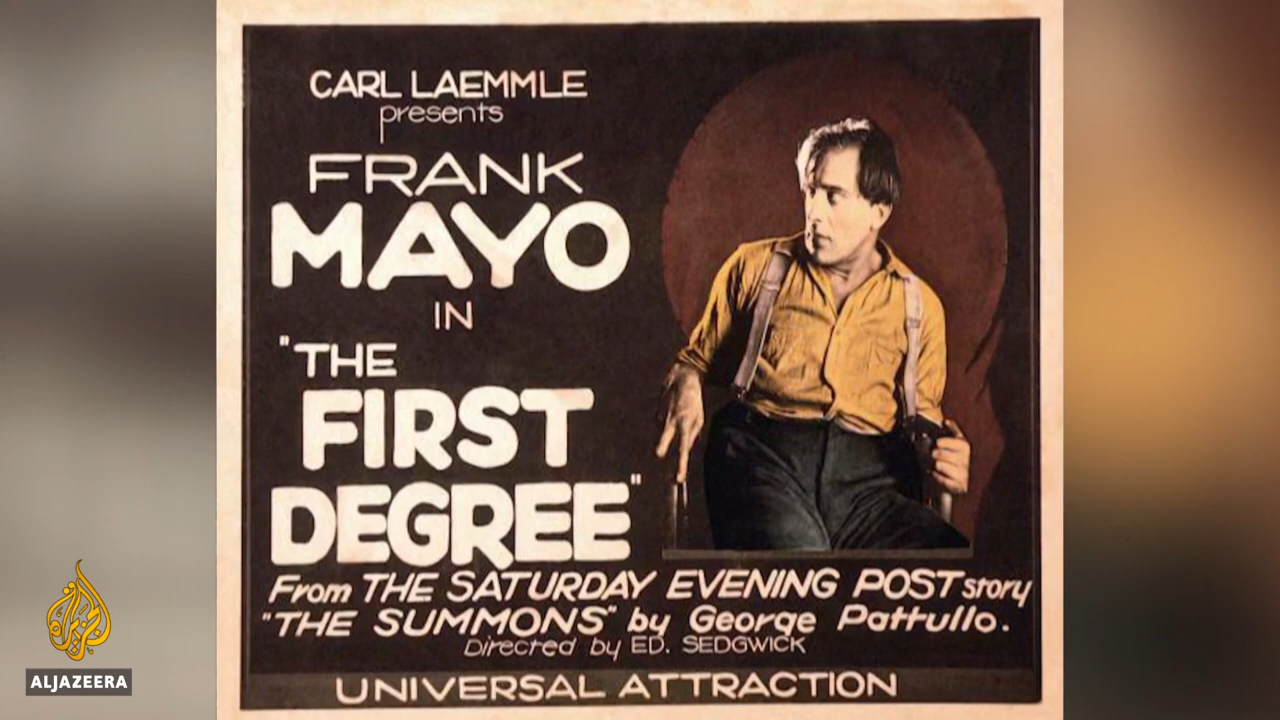 CARL LAEMMLE
presents
FRANK
MAYO
IN
"THE
FIRST
DEGREE"
From THE SATURDAY EVENING POST story
"THE SUMMONS" by George Pattullo.
Directed by ED. SEDGWICK
UNIVERSAL ATTRACTION
الجزيرة
ALJAZEERA